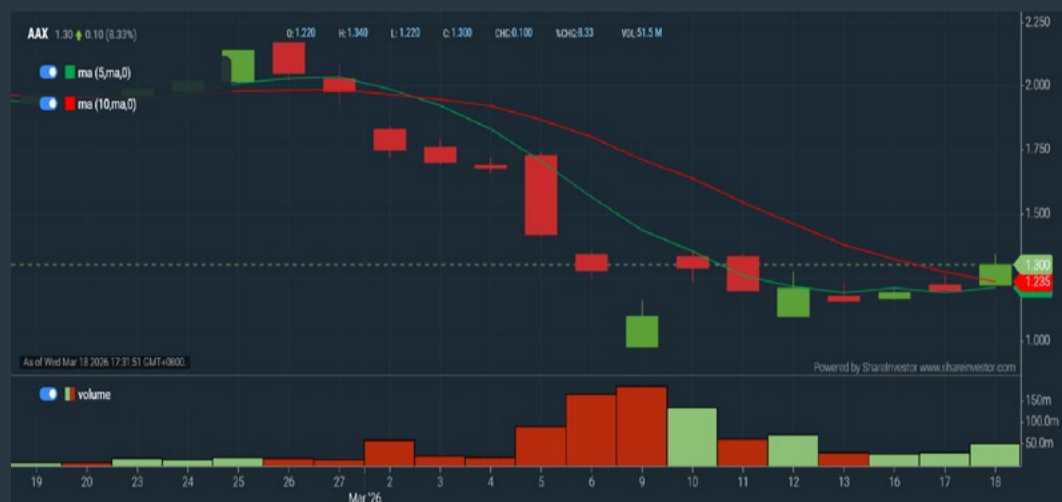 AAX 1.30 0.10 (8.33%) O: 1.220 H: 1.340 L: 1.220 C: 1.300 CHG: 0.100 %CHG: 8.33 VOL: 51.5 M
ma (5,ma,0)
ma (10,ma,0)
2.250
2.000
1.750
1.500
1.300
1.235
1.000
As of Wed Mar 18 2026 17:31:51 GMT+0800.
Powered by ShareInvestor www.shareinvestor.com
volume
150m
100.0m
50.0m
19 20 23 24 25 26 27 2 3 4 5 6 9 10 11 12 13 16 17 18
Mar '26